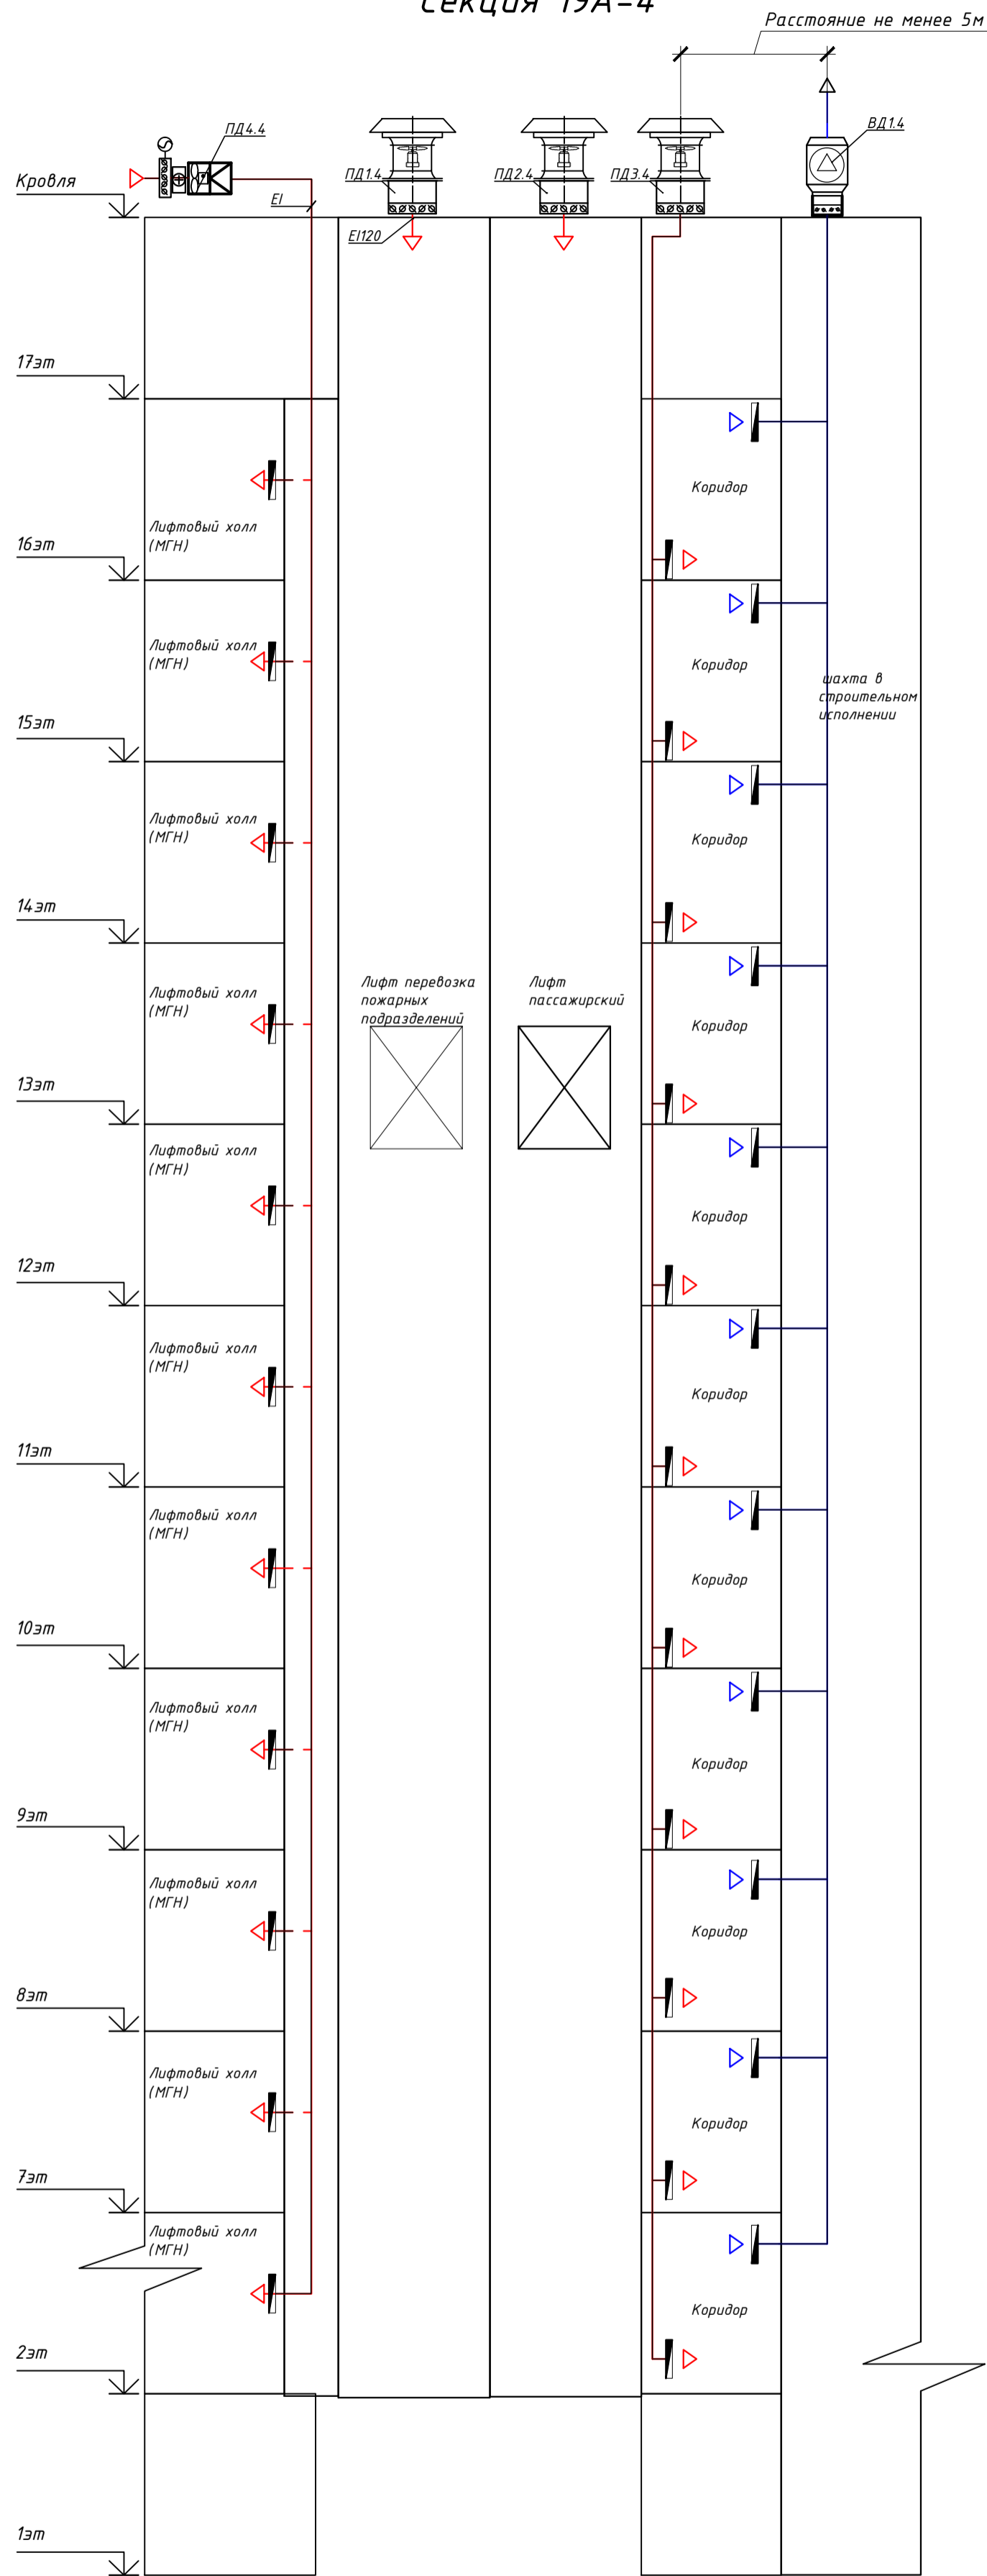 секция 19А-4
Расстояние не менее 5м
ПД4.4
ВД1.4
Кровля
ПД1.4
ПД2.4
ПД3.4
EI
EI120
17эт
Коридор
Лифтовый холл
(МГН)
16эт
Лифтовый холл
(МГН)
Коридор
шахта в
строительном
исполнении
15эт
Лифтовый холл
(МГН)
Коридор
14эт
Лифтовый холл
(МГН)
Лифт перевозка
пожарных
подразделений
Лифт
пассажирский
Коридор
13эт
Лифтовый холл
(МГН)
Коридор
12эт
Лифтовый холл
(МГН)
Коридор
11эт
Лифтовый холл
(МГН)
Коридор
10эт
Лифтовый холл
(МГН)
Коридор
9эт
Лифтовый холл
(МГН)
Коридор
8эт
Лифтовый холл
(МГН)
Коридор
7эт
Лифтовый холл
(МГН)
Коридор
2эт
1эт